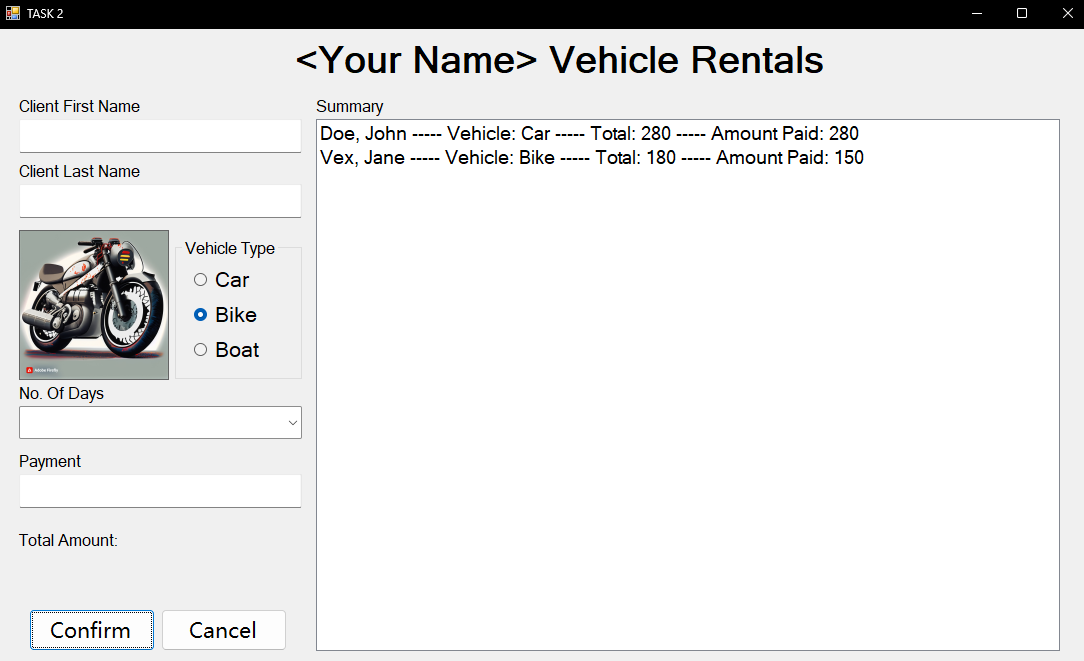 TASK 2
<Your Name> Vehicle Rentals
Client First Name
Client Last Name
Vehicle Type
Car
Bike
Boat
Adobe Firefly
No. Of Days
Payment
Total Amount:
Confirm
Cancel
Summary
Doe, John ----- Vehicle: Car ----- Total: 280 ----- Amount Paid: 280
Vex, Jane ----- Vehicle: Bike ----- Total: 180 ----- Amount Paid: 150